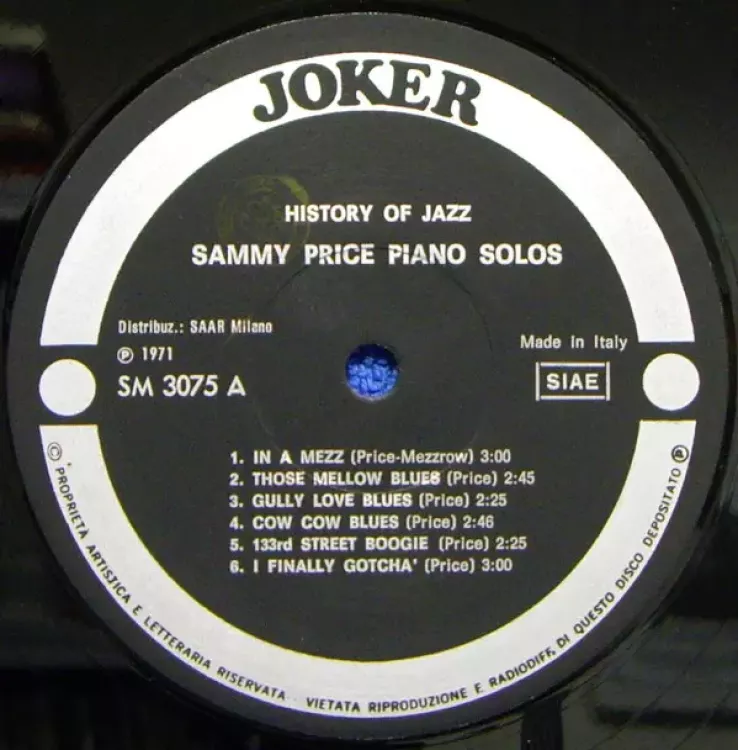 JOKER
HISTORY OF JAZZ
SAMMY PRICE PIANO SOLOS
Distribuz.: SAAR Milano
Ⓟ 1971
SM 3075 A
Made In Italy
SIAE
1. IN A MEZZ (Price-Mezzrow) 3:00
2. THOSE MELLOW BLUES (Price) 2:45
3. GULLY LOVE BLUES (Price) 2:25
4. COW COW BLUES (Price) 2:46
5. 133rd STREET BOOGIE (Price) 2:25
6. I FINALLY GOTCHA' (Price) 3:00
© PROPRIETÀ ARTISTICA E LETTERARIA RISERVATA - VIETATA RIPRODUZIONE E RADIODIFF. DI QUESTO DISCO DEPOSITATO Ⓟ